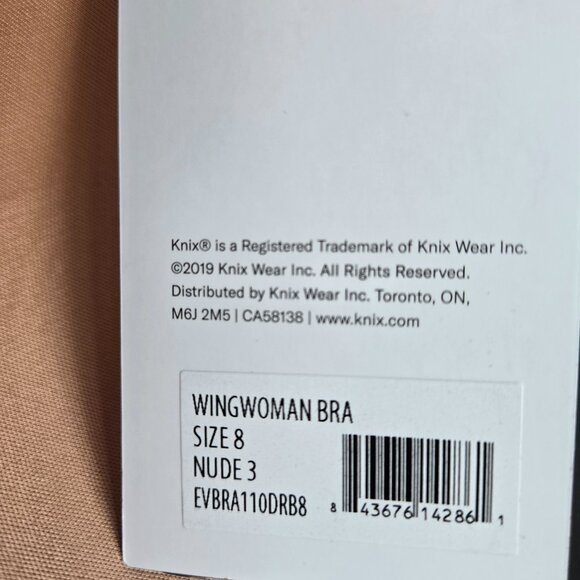 Knix® is a Registered Trademark of Knix Wear Inc.
©2019 Knix Wear Inc. All Rights Reserved.
Distributed by Knix Wear Inc. Toronto, ON,
M6J 2M5 | CA58138 | www.knix.com
WINGWOMAN BRA
SIZE 8
NUDE 3
EVBRA110DRB8
8 43676 14286 1